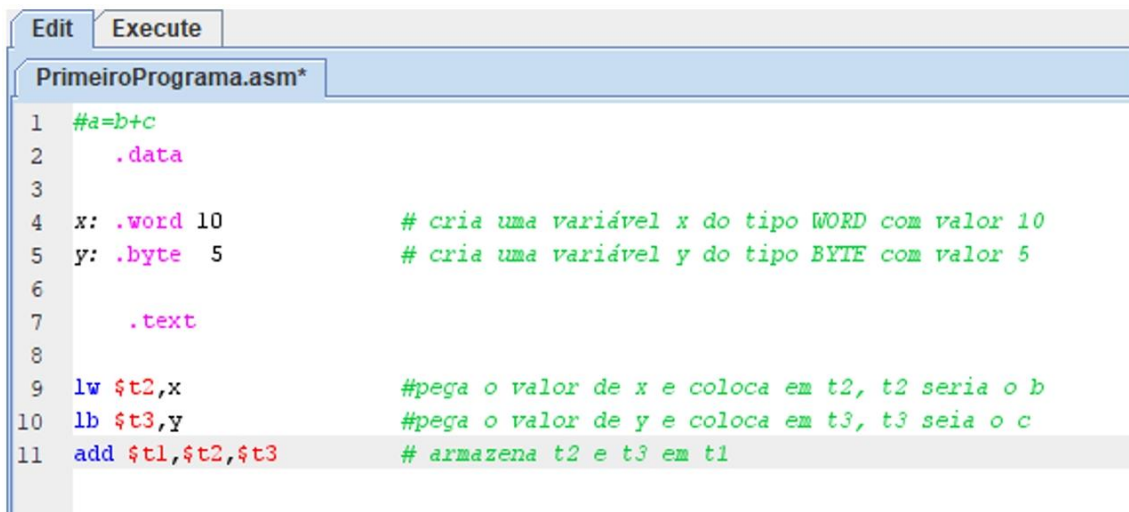 Edit Execute
PrimeiroPrograma.asm*
1 #a=b+c
2 .data
3
4 x: .word 10 # cria uma variável x do tipo WORD com valor 10
5 y: .byte 5 # cria uma variável y do tipo BYTE com valor 5
6
7 .text
8
9 lw $t2,x #pega o valor de x e coloca em t2, t2 seria o b
10 lb $t3,y #pega o valor de y e coloca em t3, t3 seia o c
11 add $t1,$t2,$t3 # armazena t2 e t3 em t1